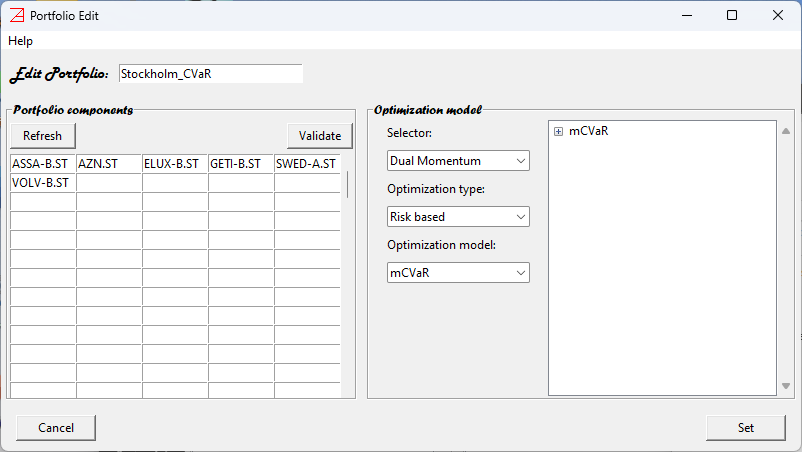 Portfolio Edit
Help
Edit Portfolio: Stockholm_CVaR
Portfolio components
Refresh Validate
ASSA-B.ST AZN.ST ELUX-B.ST GETI-B.ST SWED-A.ST
VOLV-B.ST
Optimization model
Selector:
Dual Momentum
Optimization type:
Risk based
Optimization model:
mCVaR
mCVaR
Cancel Set